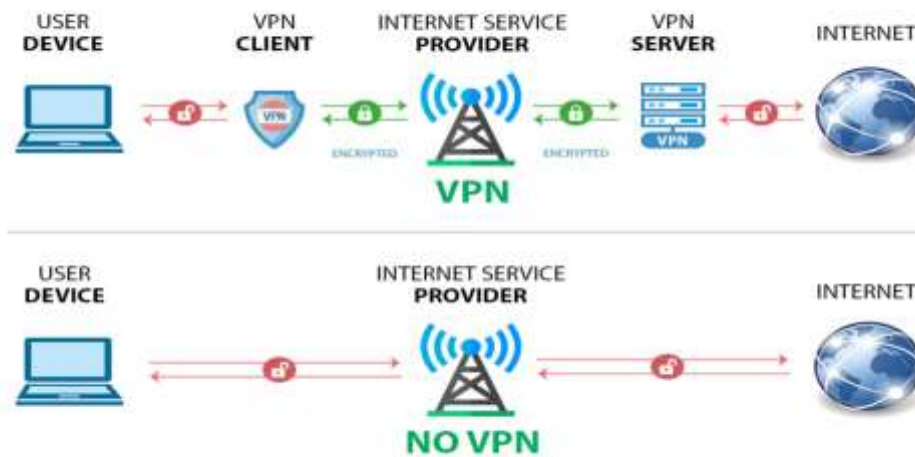 USER
DEVICE
VPN
CLIENT
INTERNET SERVICE
PROVIDER
VPN
SERVER
INTERNET
VPN
ENCRYPTED
ENCRYPTED
VPN
VPN
USER
DEVICE
INTERNET SERVICE
PROVIDER
INTERNET
NO VPN